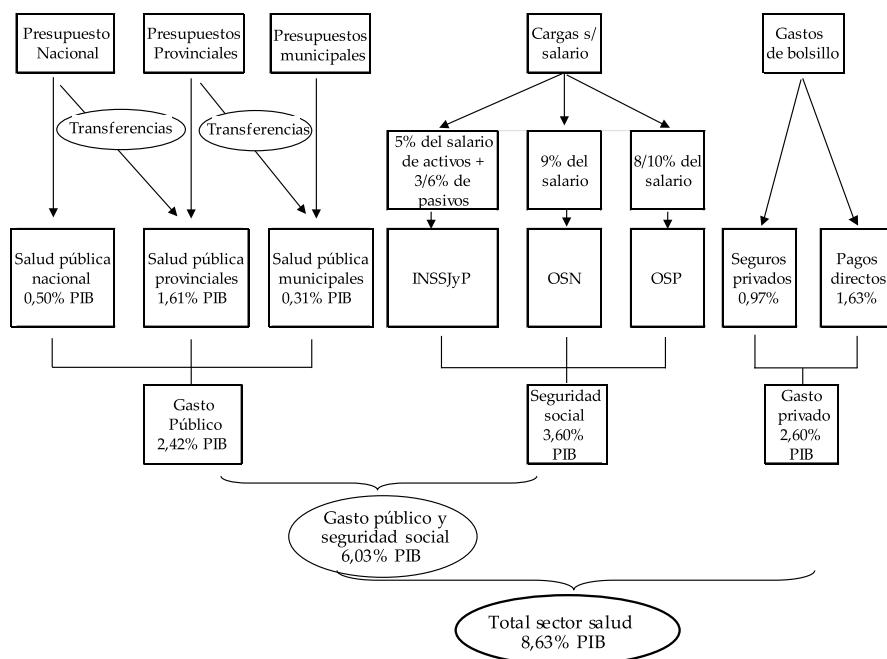 Presupuesto
Nacional
Presupuestos
Provinciales
Presupuestos
municipales
Cargas s/
salario
Gastos
de bolsillo
Transferencias
Transferencias
5% del salario
de activos +
3/6% de
pasivos
9% del
salario
8/10% del
salario
Salud pública
nacional
0,50% PIB
Salud pública
provinciales
1,61% PIB
Salud pública
municipales
0,31% PIB
INSSJyP
OSN
OSP
Seguros
privados
0,97%
Pagos
directos
1,63%
Gasto
Público
2,42% PIB
Seguridad
social
3,60%
PIB
Gasto
privado
2,60%
PIB
Gasto público y
seguridad social
6,03% PIB
Total sector salud
8,63% PIB